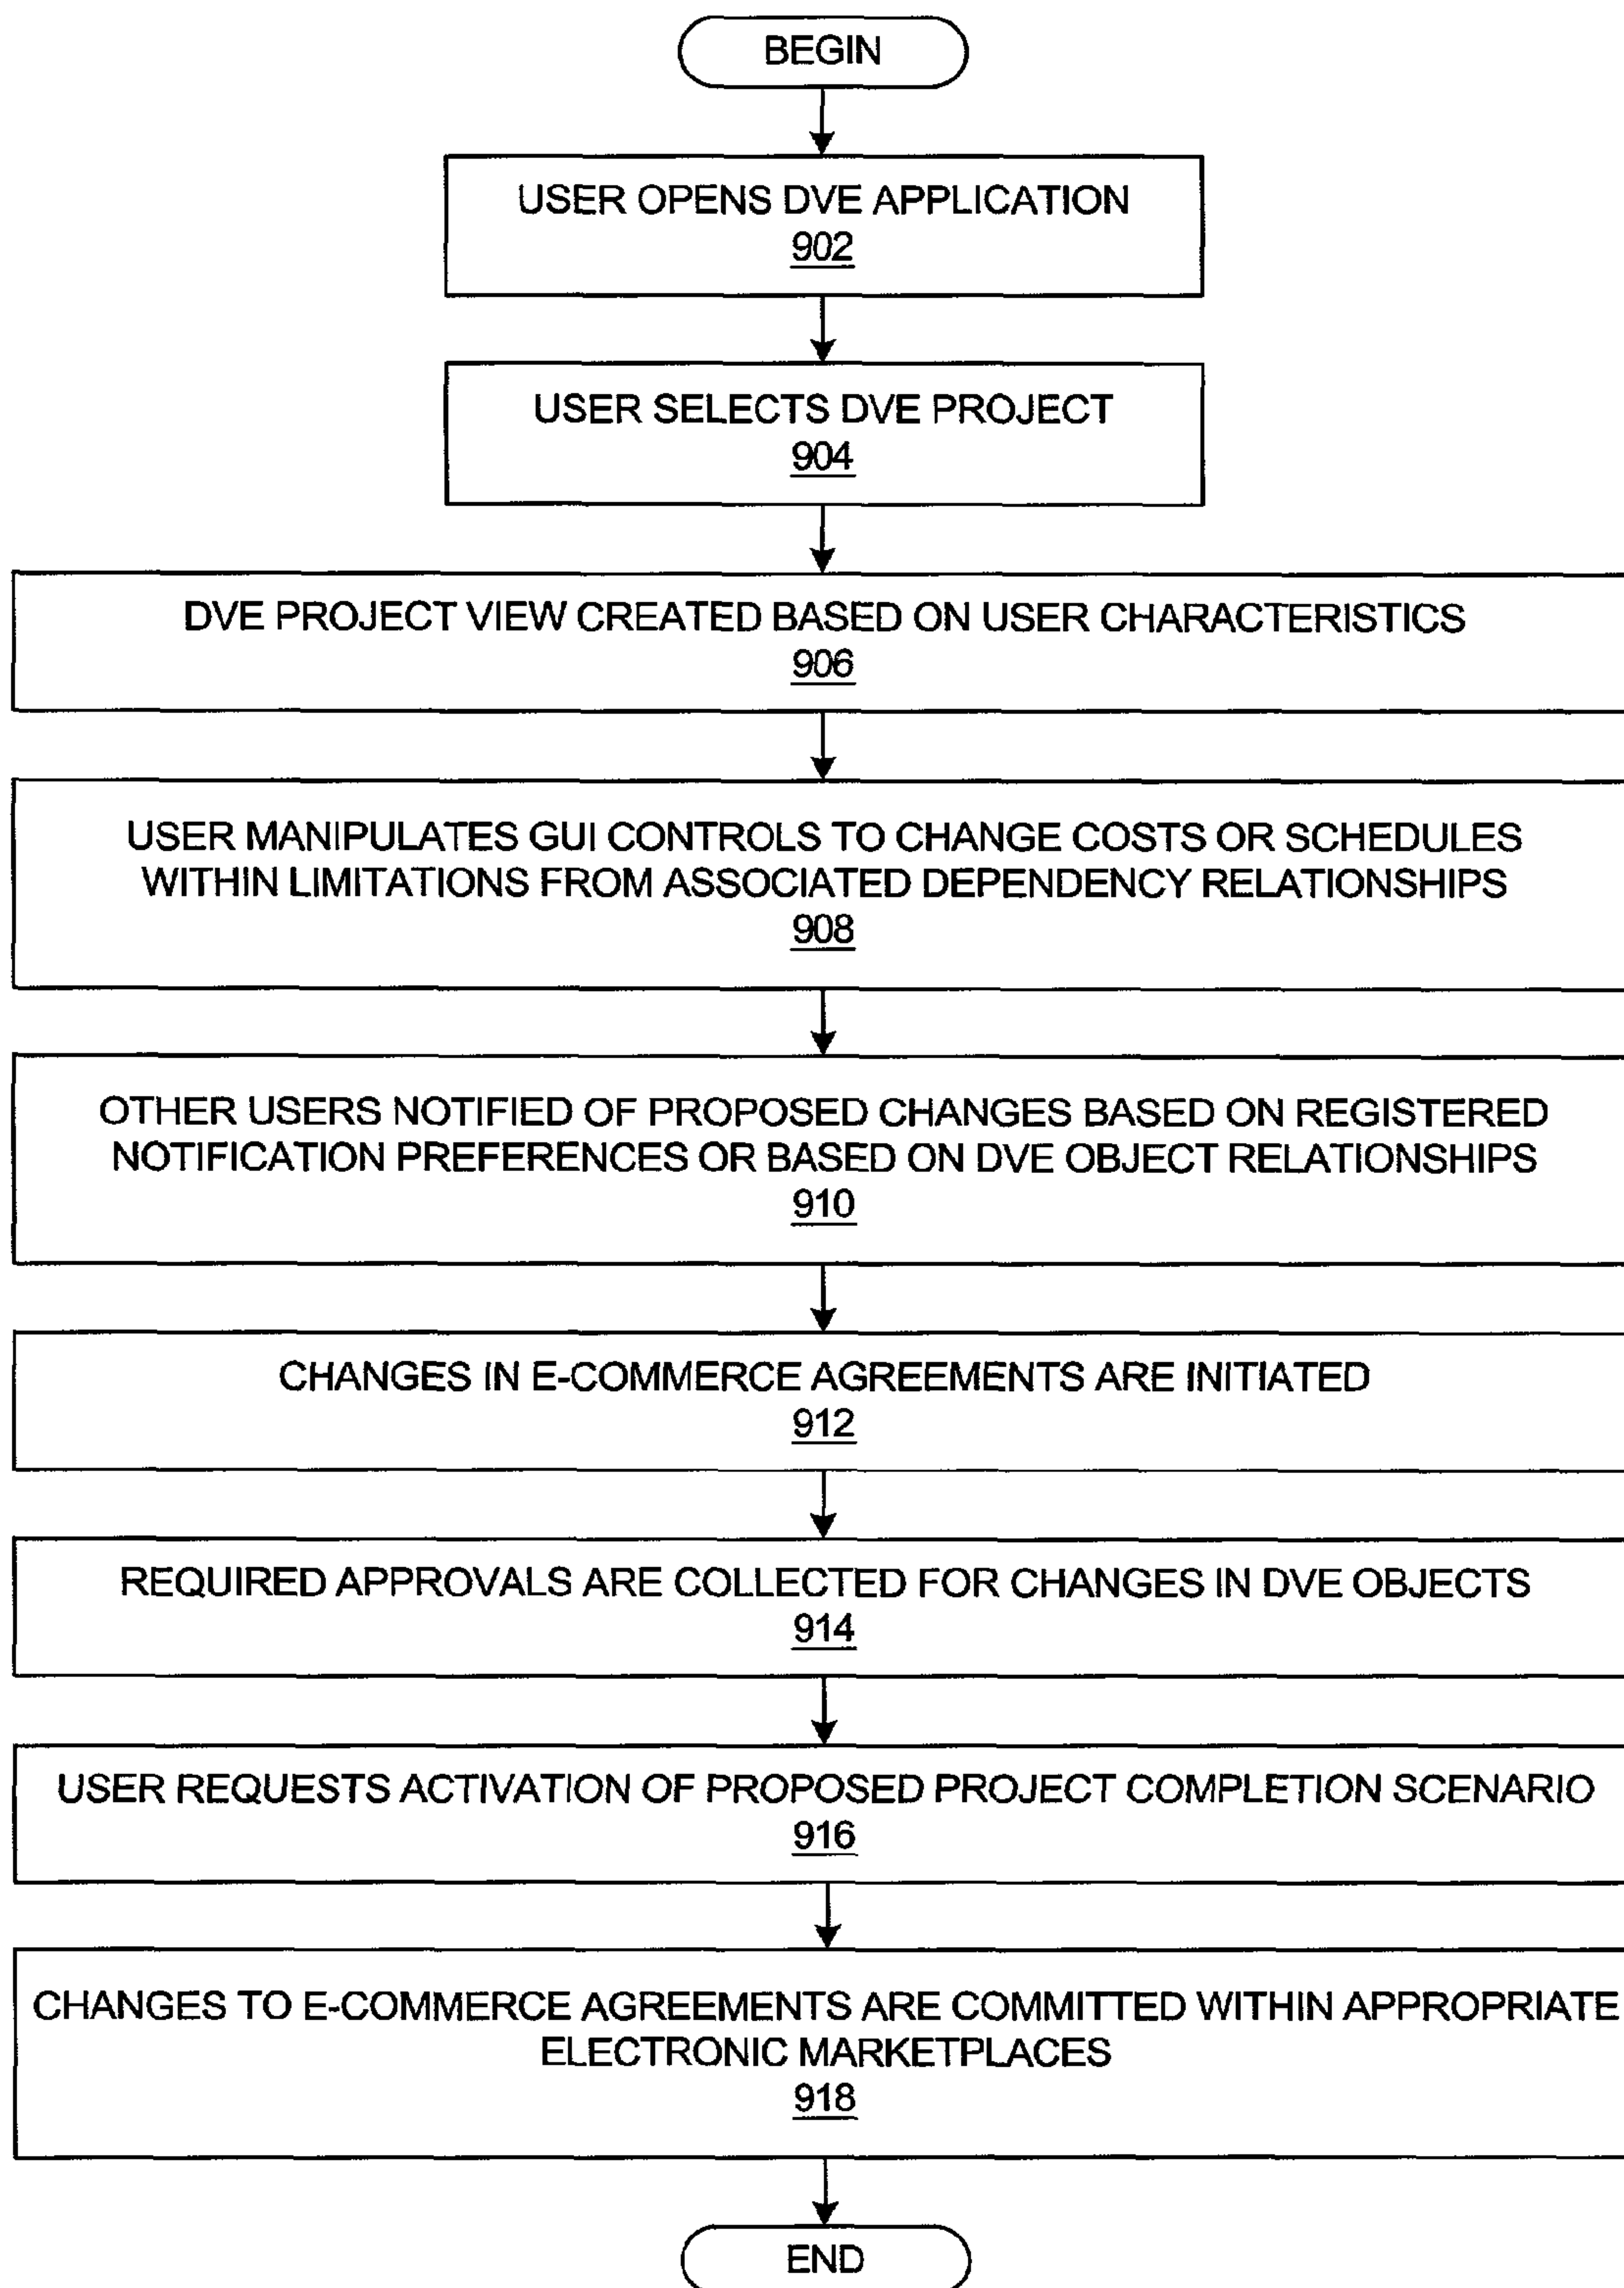 BEGIN
USER OPENS DVE APPLICATION
902
USER SELECTS DVE PROJECT
904
DVE PROJECT VIEW CREATED BASED ON USER CHARACTERISTICS
906
USER MANIPULATES GUI CONTROLS TO CHANGE COSTS OR SCHEDULES
WITHIN LIMITATIONS FROM ASSOCIATED DEPENDENCY RELATIONSHIPS
908
OTHER USERS NOTIFIED OF PROPOSED CHANGES BASED ON REGISTERED
NOTIFICATION PREFERENCES OR BASED ON DVE OBJECT RELATIONSHIPS
910
CHANGES IN E-COMMERCE AGREEMENTS ARE INITIATED
912
REQUIRED APPROVALS ARE COLLECTED FOR CHANGES IN DVE OBJECTS
914
USER REQUESTS ACTIVATION OF PROPOSED PROJECT COMPLETION SCENARIO
916
CHANGES TO E-COMMERCE AGREEMENTS ARE COMMITTED WITHIN APPROPRIATE
ELECTRONIC MARKETPLACES
918
END